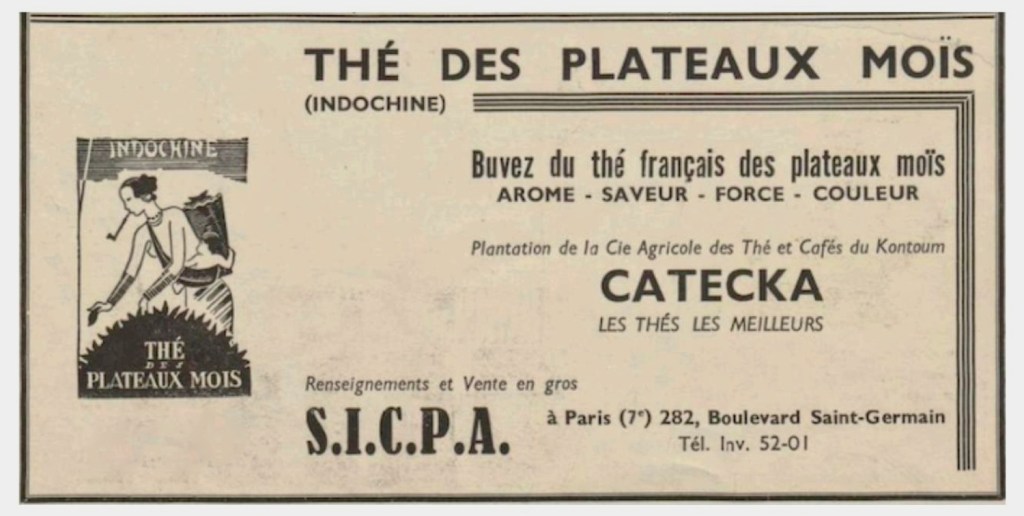 THÉ DES PLATEAUX MOÏS
(INDOCHINE)
INDOCHINE
THÉ
DES
PLATEAUX MOIS
Buvez du thé français des plateaux moïs
AROME - SAVEUR - FORCE - COULEUR
Plantation de la Cie Agricole des Thé et Cafés du Kontoum
CATECKA
LES THÉS LES MEILLEURS
Renseignements et Vente en gros
S.I.C.P.A.
à Paris (7e) 282, Boulevard Saint-Germain
Tél. Inv. 52-01